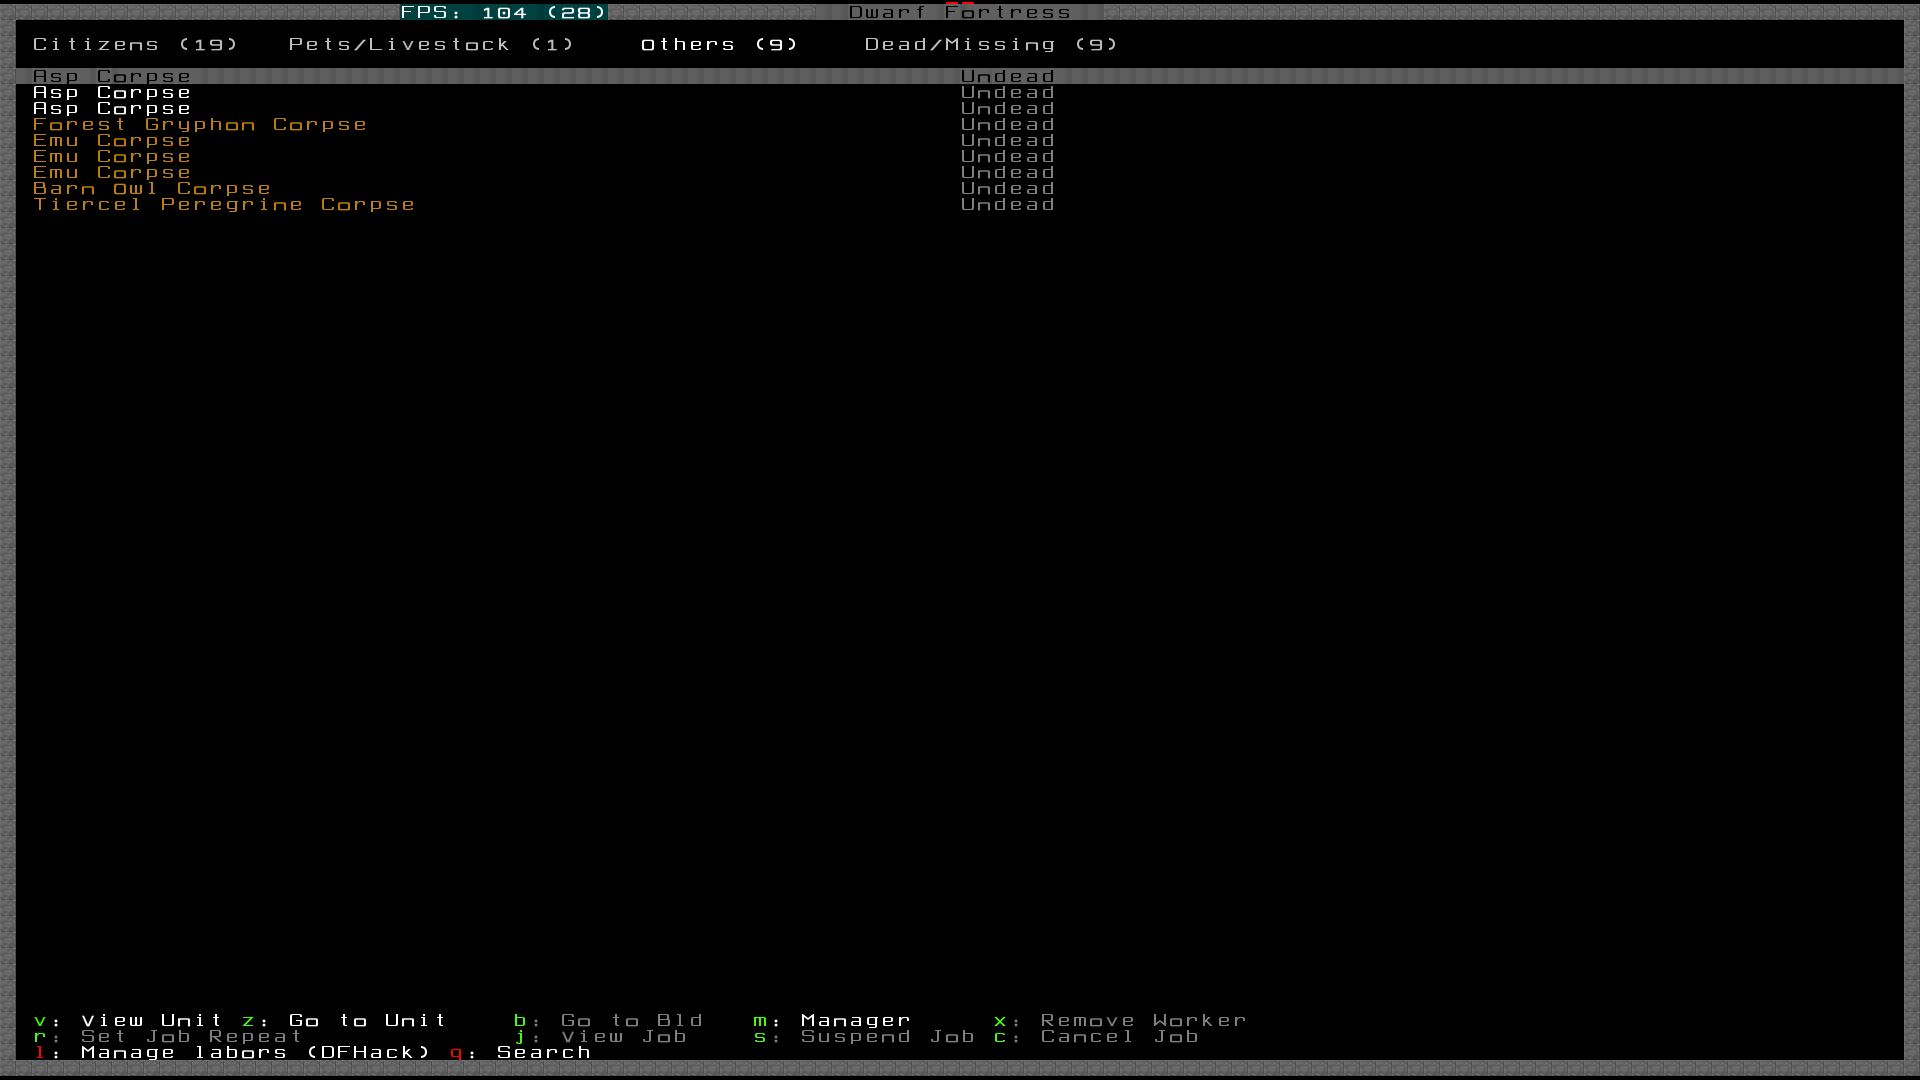 FPS: 104 (28) Dwarf Fortress
Citizens (19) Pets/Livestock (1) Others (9) Dead/Missing (9)
Asp Corpse Undead
Asp Corpse Undead
Asp Corpse Undead
Forest Gryphon Corpse Undead
Emu Corpse Undead
Emu Corpse Undead
Emu Corpse Undead
Barn Owl Corpse Undead
Tiercel Peregrine Corpse Undead
v: View Unit z: Go to Unit b: Go to Bld m: Manager x: Remove Worker
r: Set Job Repeat j: View Job s: Suspend Job c: Cancel Job
l: Manage labors (DFHack) q: Search